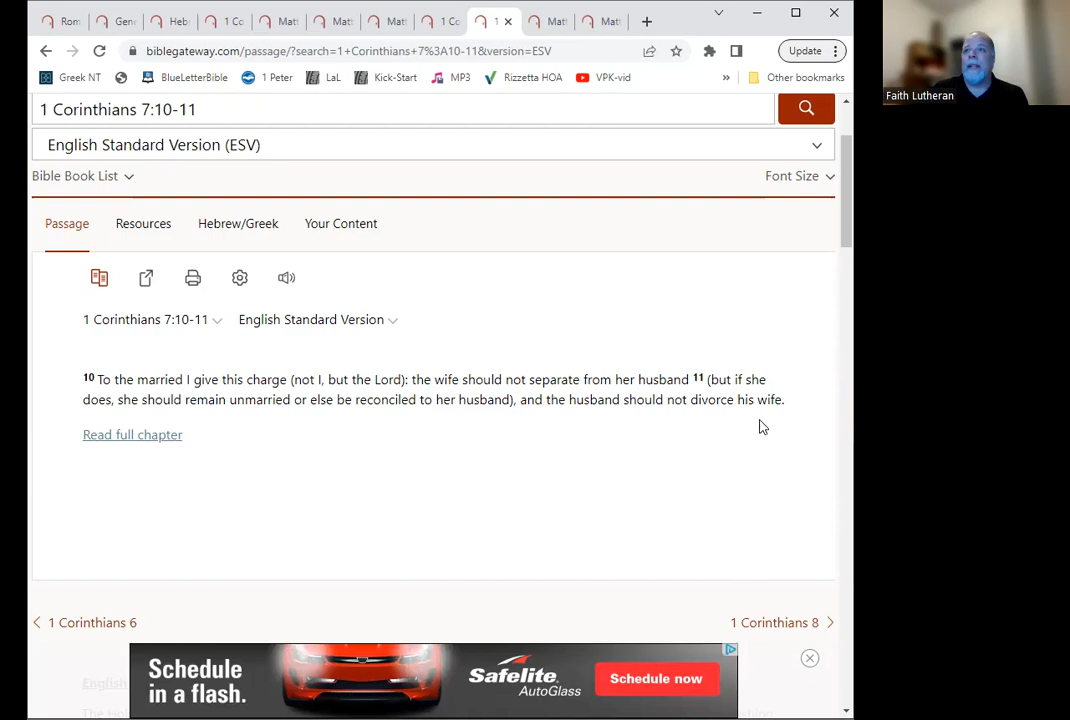 Rom
Gene
Heb
1 Co
Matt
Matt
Matt
1 Co
1
Matt
Matt
biblegateway.com/passage/?search=1+Corinthians+7%3A10-11&version=ESV
Update
Greek NT
BlueLetterBible
1 Peter
LaL
Kick-Start
MP3
Rizzetta HOA
VPK-vid
»
Other bookmarks
Faith Lutheran
1 Corinthians 7:10-11
English Standard Version (ESV)
Bible Book List
Font Size
Passage
Resources
Hebrew/Greek
Your Content
1 Corinthians 7:10-11
English Standard Version
10 To the married I give this charge (not I, but the Lord): the wife should not separate from her husband 11 (but if she
does, she should remain unmarried or else be reconciled to her husband), and the husband should not divorce his wife.
Read full chapter
1 Corinthians 6
1 Corinthians 8
Schedule
in a flash.
Safelite.
AutoGlass
Schedule now
English